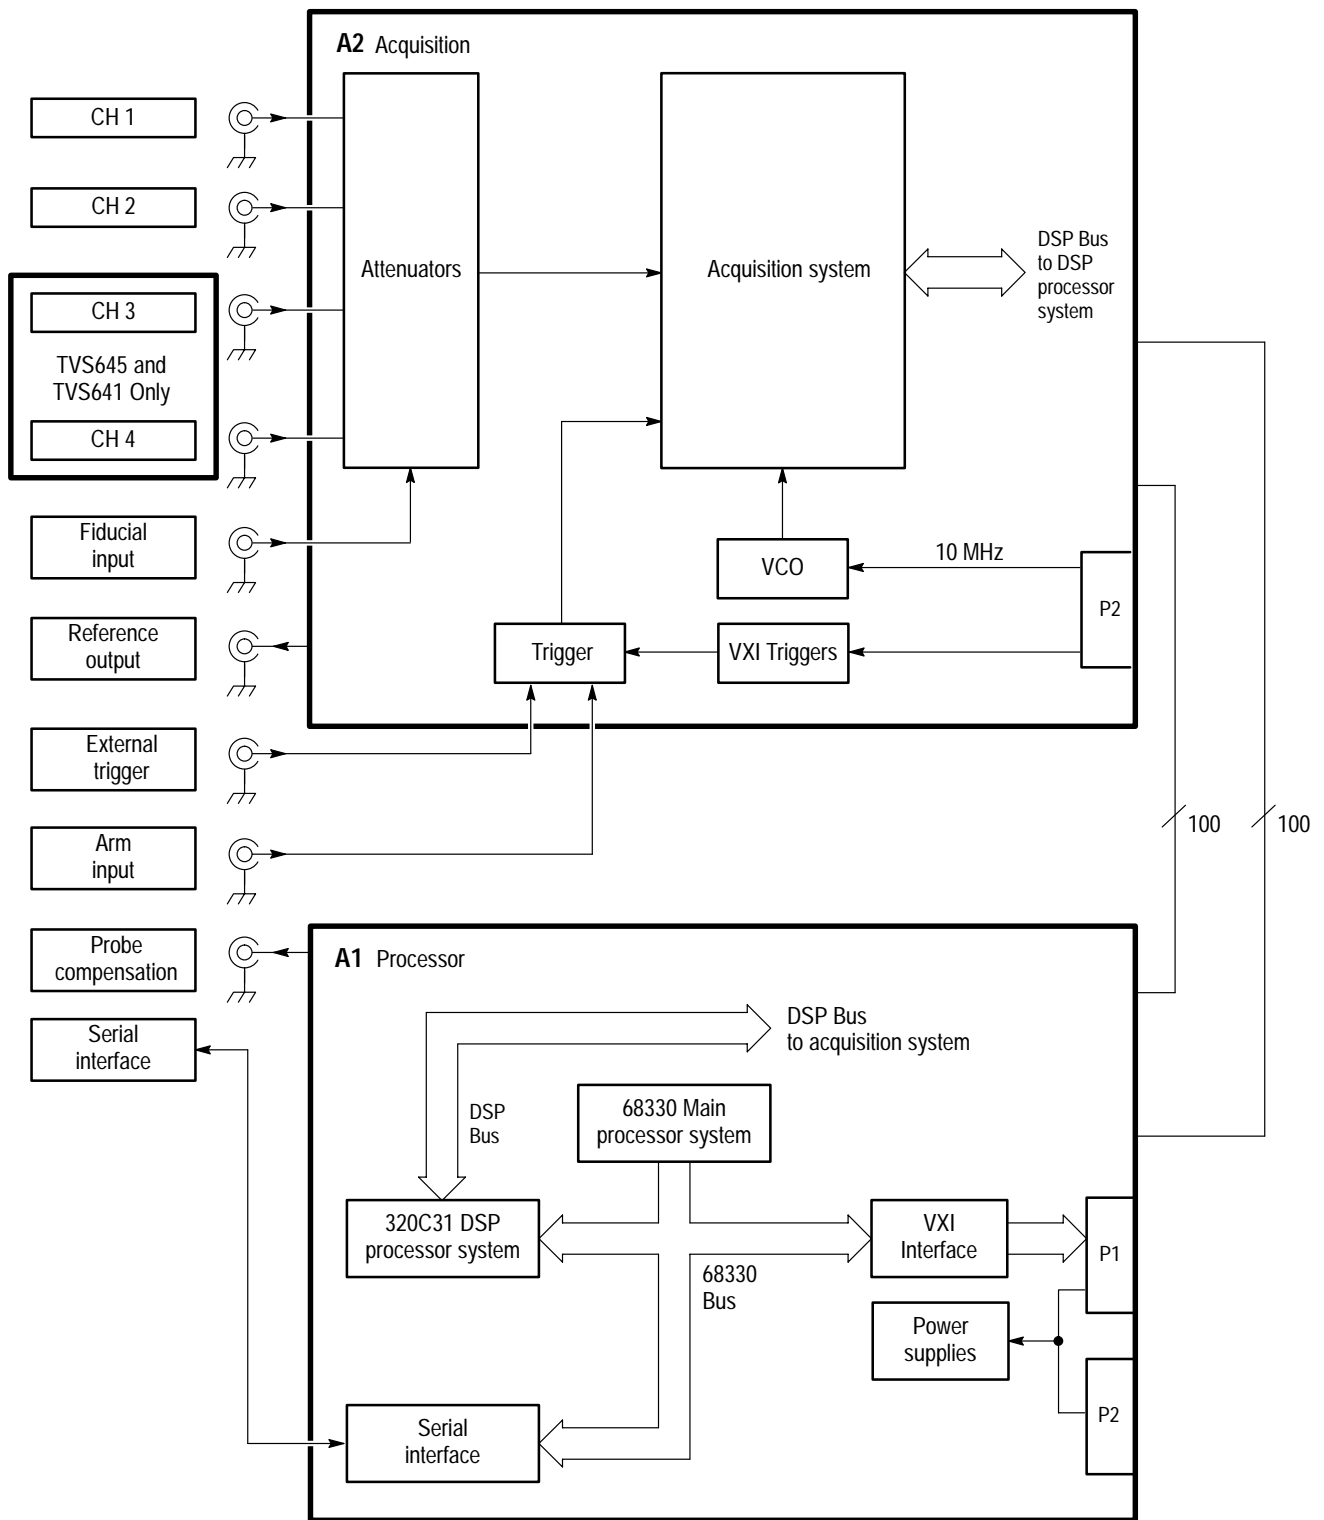 A2 Acquisition
CH 1
CH 2
CH 3
TVS645 and
TVS641 Only
CH 4
Fiducial
input
Reference
output
External
trigger
Arm
input
Probe
compensation
Serial
interface
Attenuators
Acquisition system
DSP Bus
to DSP
processor
system
VCO
10 MHz
P2
Trigger
VXI Triggers
100
100
A1 Processor
DSP Bus
to acquisition system
DSP
Bus
68330 Main
processor system
320C31 DSP
processor system
VXI
Interface
P1
68330
Bus
Power
supplies
P2
Serial
interface